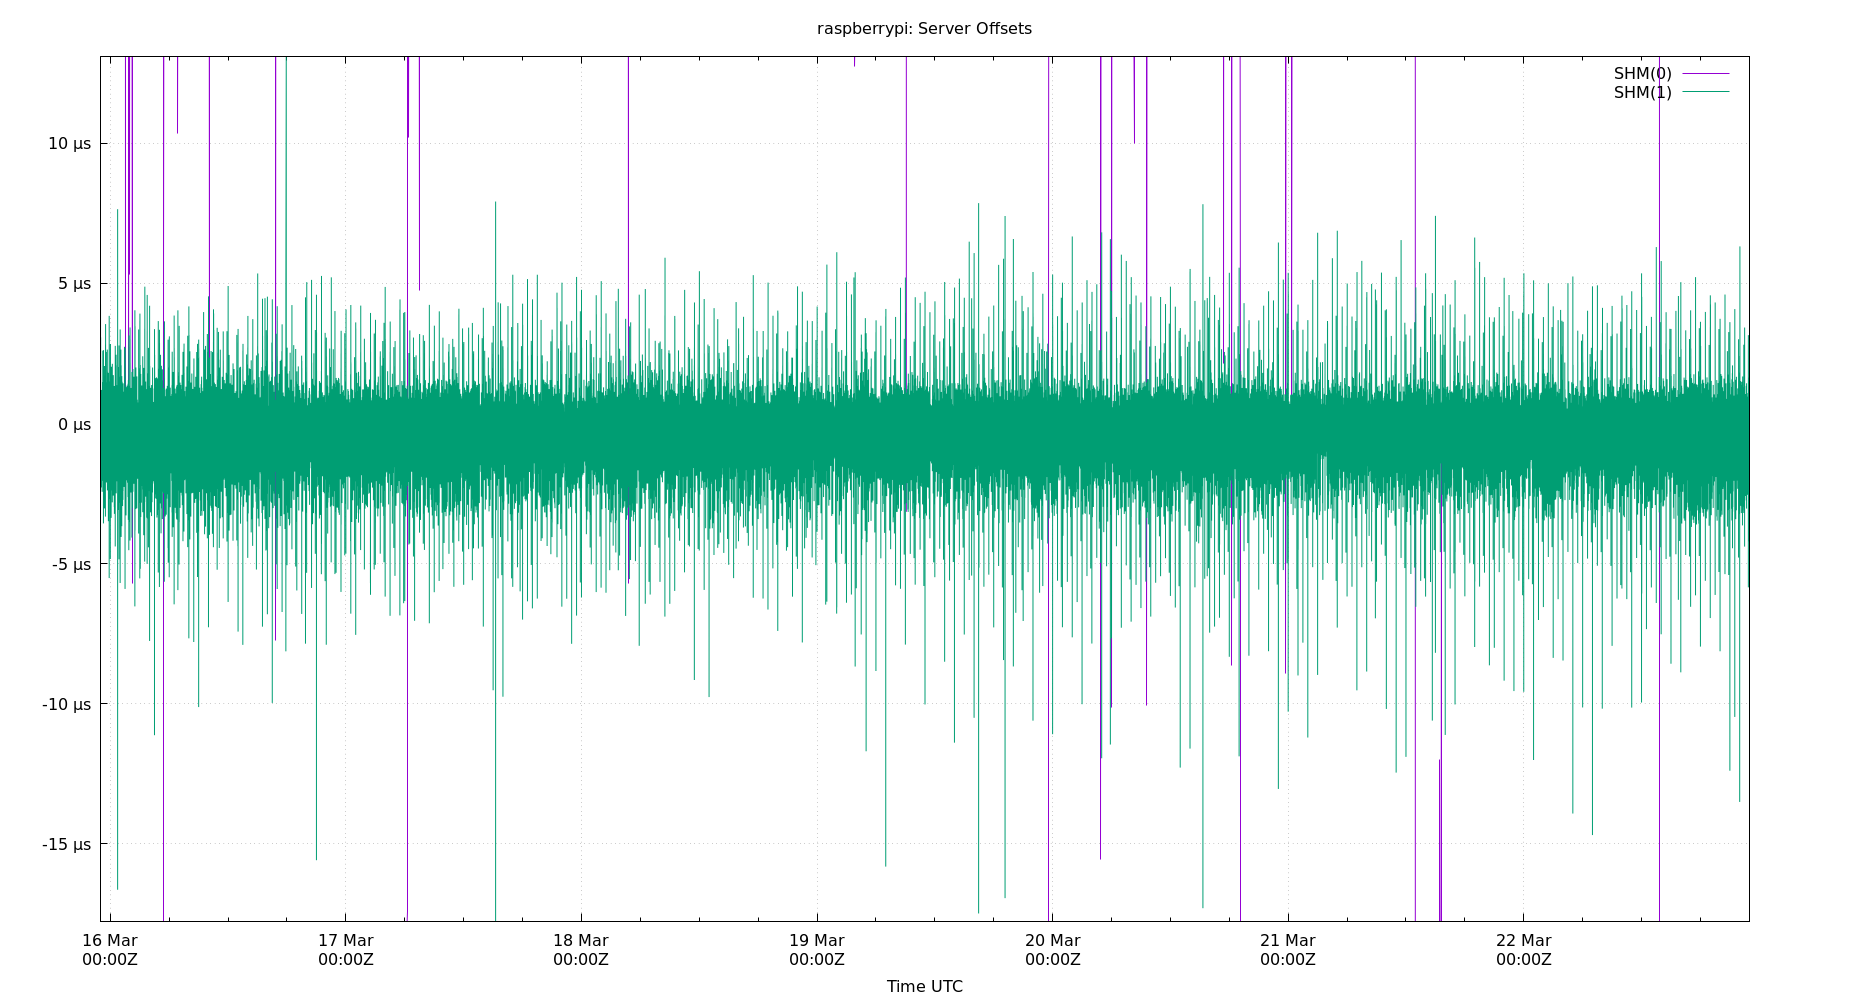 raspberrypi: Server Offsets
SHM(0)
SHM(1)
10 µs
5 µs
0 µs
-5 µs
-10 µs
-15 µs
16 Mar 17 Mar 18 Mar 19 Mar 20 Mar 21 Mar 22 Mar
00:00Z 00:00Z 00:00Z 00:00Z 00:00Z 00:00Z 00:00Z
Time UTC